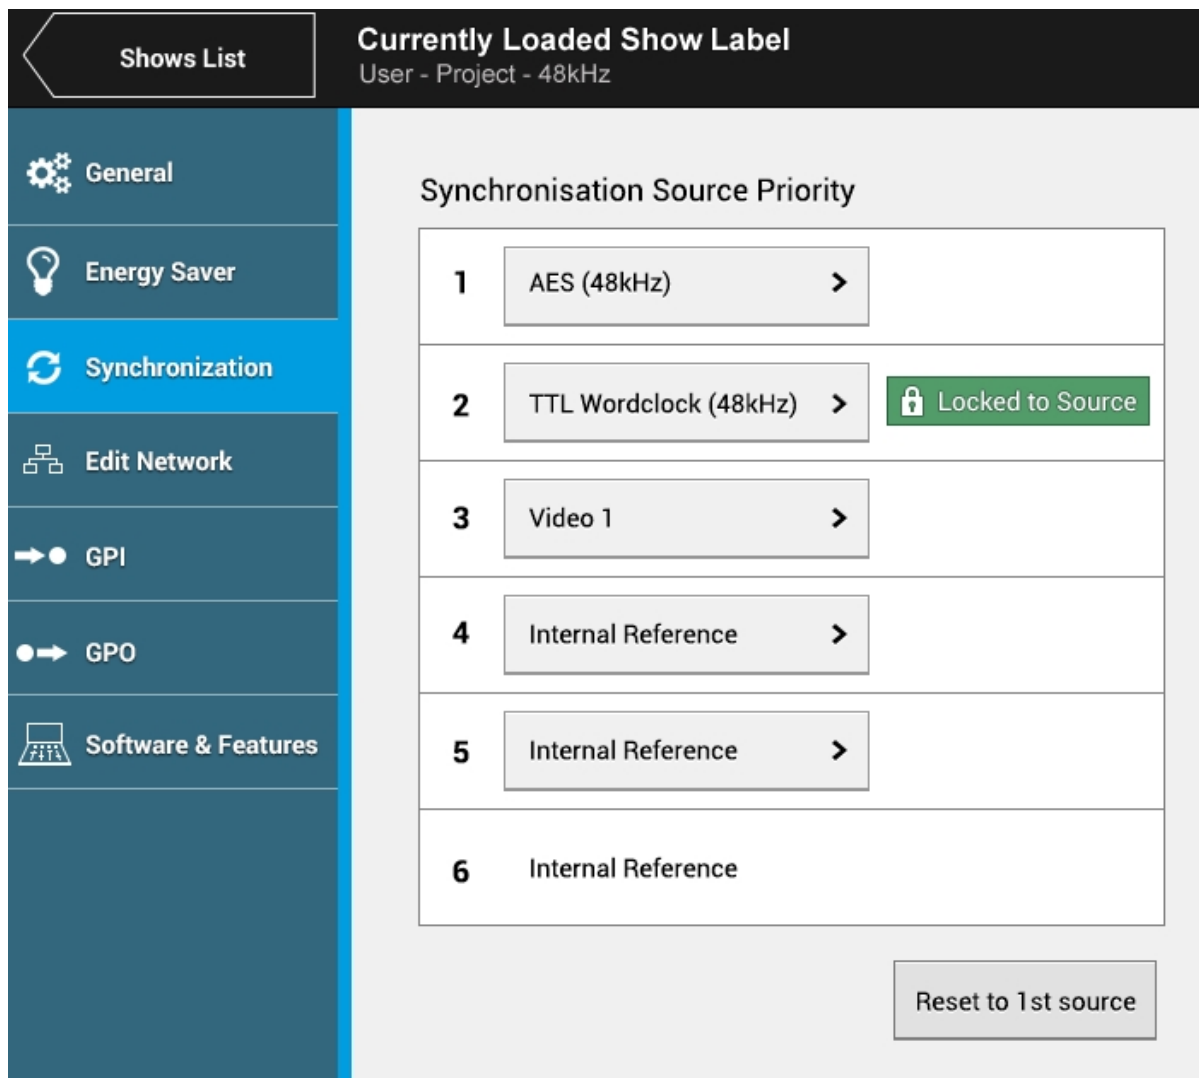 Shows List
Currently Loaded Show Label
User - Project - 48kHz
General
Energy Saver
Synchronization
Edit Network
GPI
GPO
Software & Features
Synchronisation Source Priority
1 AES (48kHz) >
2 TTL Wordclock (48kHz) > Locked to Source
3 Video 1 >
4 Internal Reference >
5 Internal Reference >
6 Internal Reference
Reset to 1st source